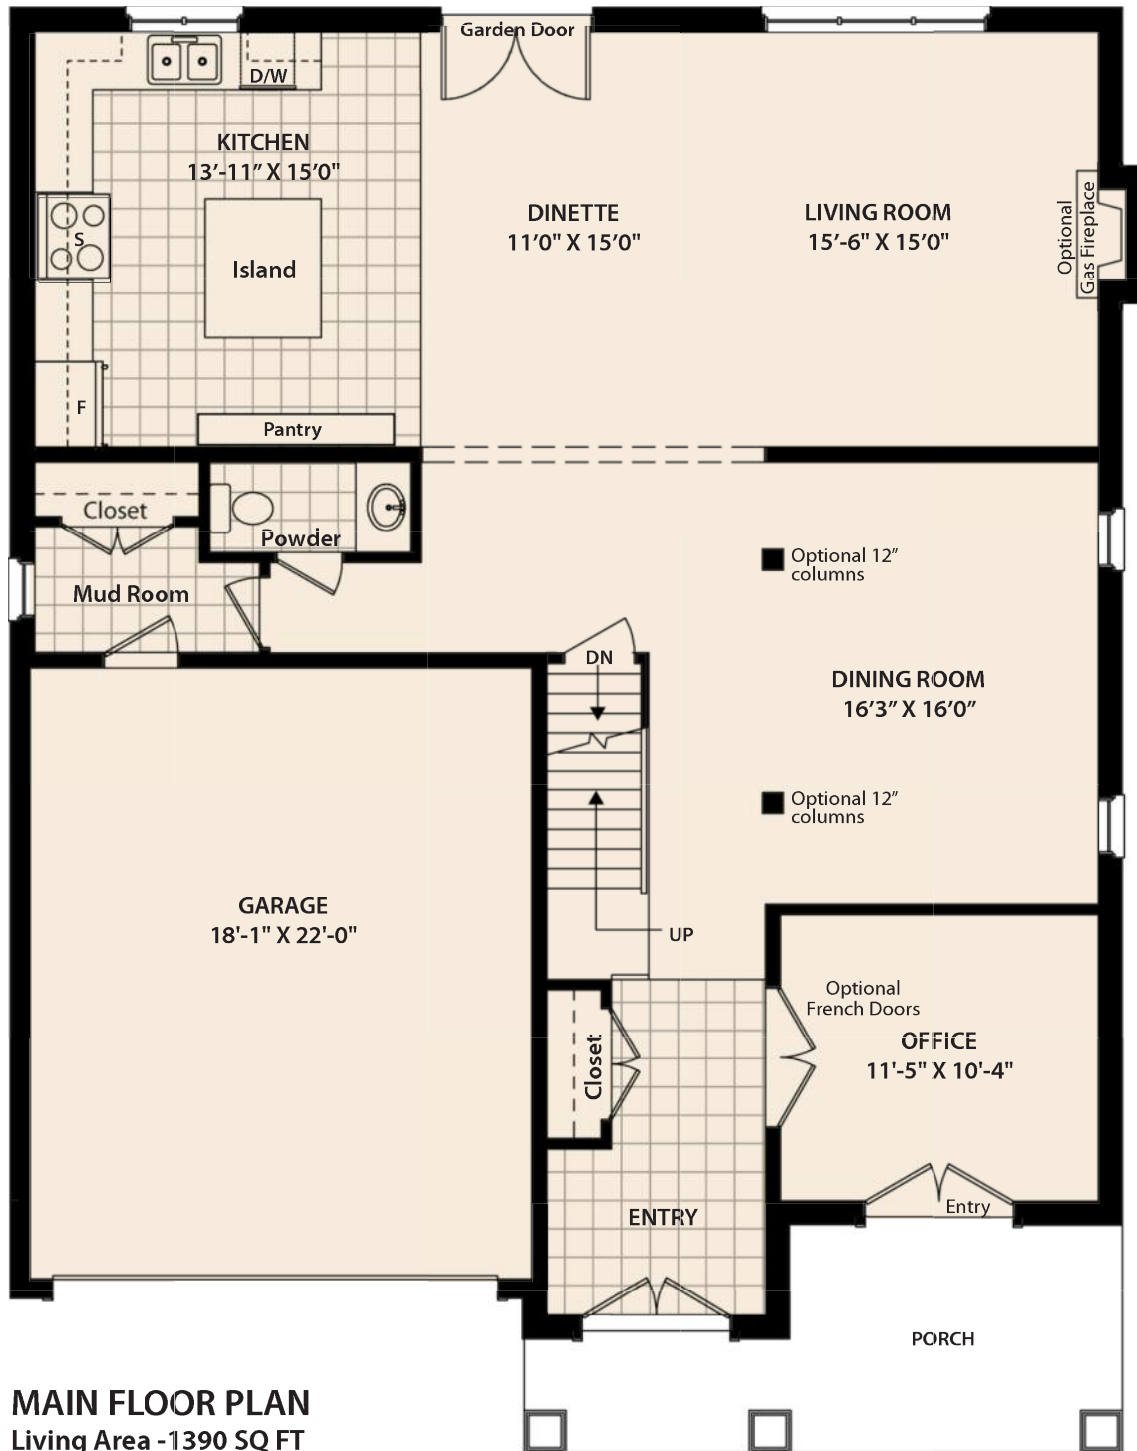 Garden Door
D/W
KITCHEN
13'-11" X 15'0"
DINETTE
11'0" X 15'0"
LIVING ROOM
15'-6" X 15'0"
Optional
Gas Fireplace
S
Island
F
Pantry
Closet
Powder
Mud Room
Optional 12"
columns
DN
DINING ROOM
16'3" X 16'0"
Optional 12"
columns
GARAGE
18'-1" X 22'-0"
UP
Optional
French Doors
OFFICE
11'-5" X 10'-4"
Closet
Entry
ENTRY
PORCH
MAIN FLOOR PLAN
Living Area -1390 SQ FT